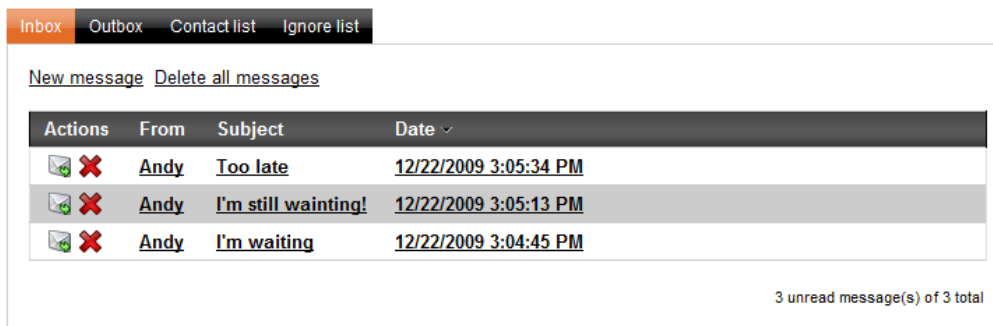 Inbox Outbox Contact list Ignore list
New message Delete all messages
Actions From Subject Date
Andy Too late 12/22/2009 3:05:34 PM
Andy I'm still wainting! 12/22/2009 3:05:13 PM
Andy I'm waiting 12/22/2009 3:04:45 PM
3 unread message(s) of 3 total